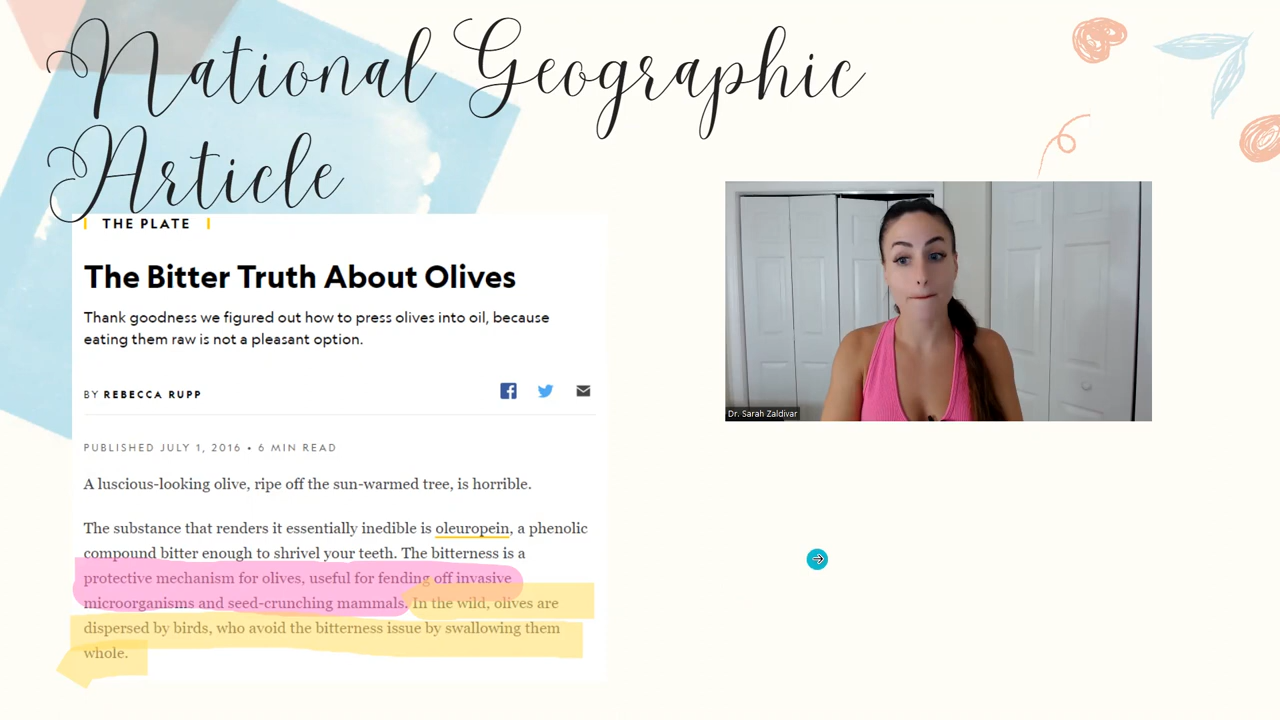 National Geographic
Article
THE PLATE
The Bitter Truth About Olives
Thank goodness we figured out how to press olives into oil, because
eating them raw is not a pleasant option.
BY REBECCA RUPP
PUBLISHED JULY 1, 2016 • 6 MIN READ
A luscious-looking olive, ripe off the sun-warmed tree, is horrible.
The substance that renders it essentially inedible is oleuropein, a phenolic
compound bitter enough to shrivel your teeth. The bitterness is a
protective mechanism for olives, useful for fending off invasive
microorganisms and seed-crunching mammals. In the wild, olives are
dispersed by birds, who avoid the bitterness issue by swallowing them
whole.
Dr. Sarah Zaldivar